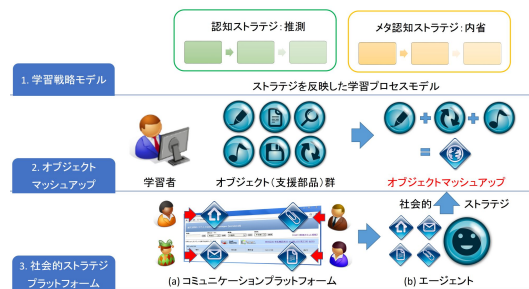 認知ストラテジ：推測
メタ認知ストラテジ：内省
1. 学習戦略モデル
ストラテジを反映した学習プロセスモデル
2. オブジェクト
マッシュアップ
学習者
オブジェクト（支援部品）群
オブジェクトマッシュアップ
社会的
ストラテジ
3. 社会的ストラテジ
プラットフォーム
(a) コミュニケーションプラットフォーム
(b) エージェント